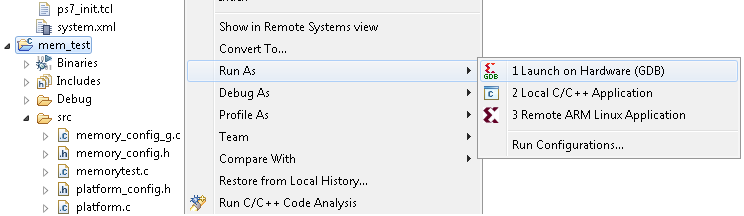 ps7_init.tcl
system.xml
mem_test
Binaries
Includes
Debug
src
memory_config_g.c
memory_config.h
memorytest.c
platform_config.h
platform.c
Show in Remote Systems view
Convert To...
Run As
Debug As
Profile As
Team
Compare With
Restore from Local History...
Run C/C++ Code Analysis
GDB
1 Launch on Hardware (GDB)
2 Local C/C++ Application
3 Remote ARM Linux Application
Run Configurations...